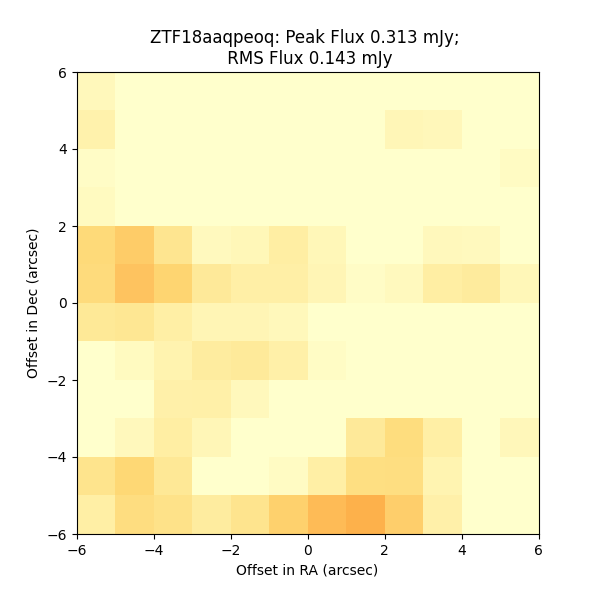 ZTF18aaqpeoq: Peak Flux 0.313 mJy;
RMS Flux 0.143 mJy
6
4
2
0
−2
−4
−6
Offset in Dec (arcsec)
−6 −4 −2 0 2 4 6
Offset in RA (arcsec)